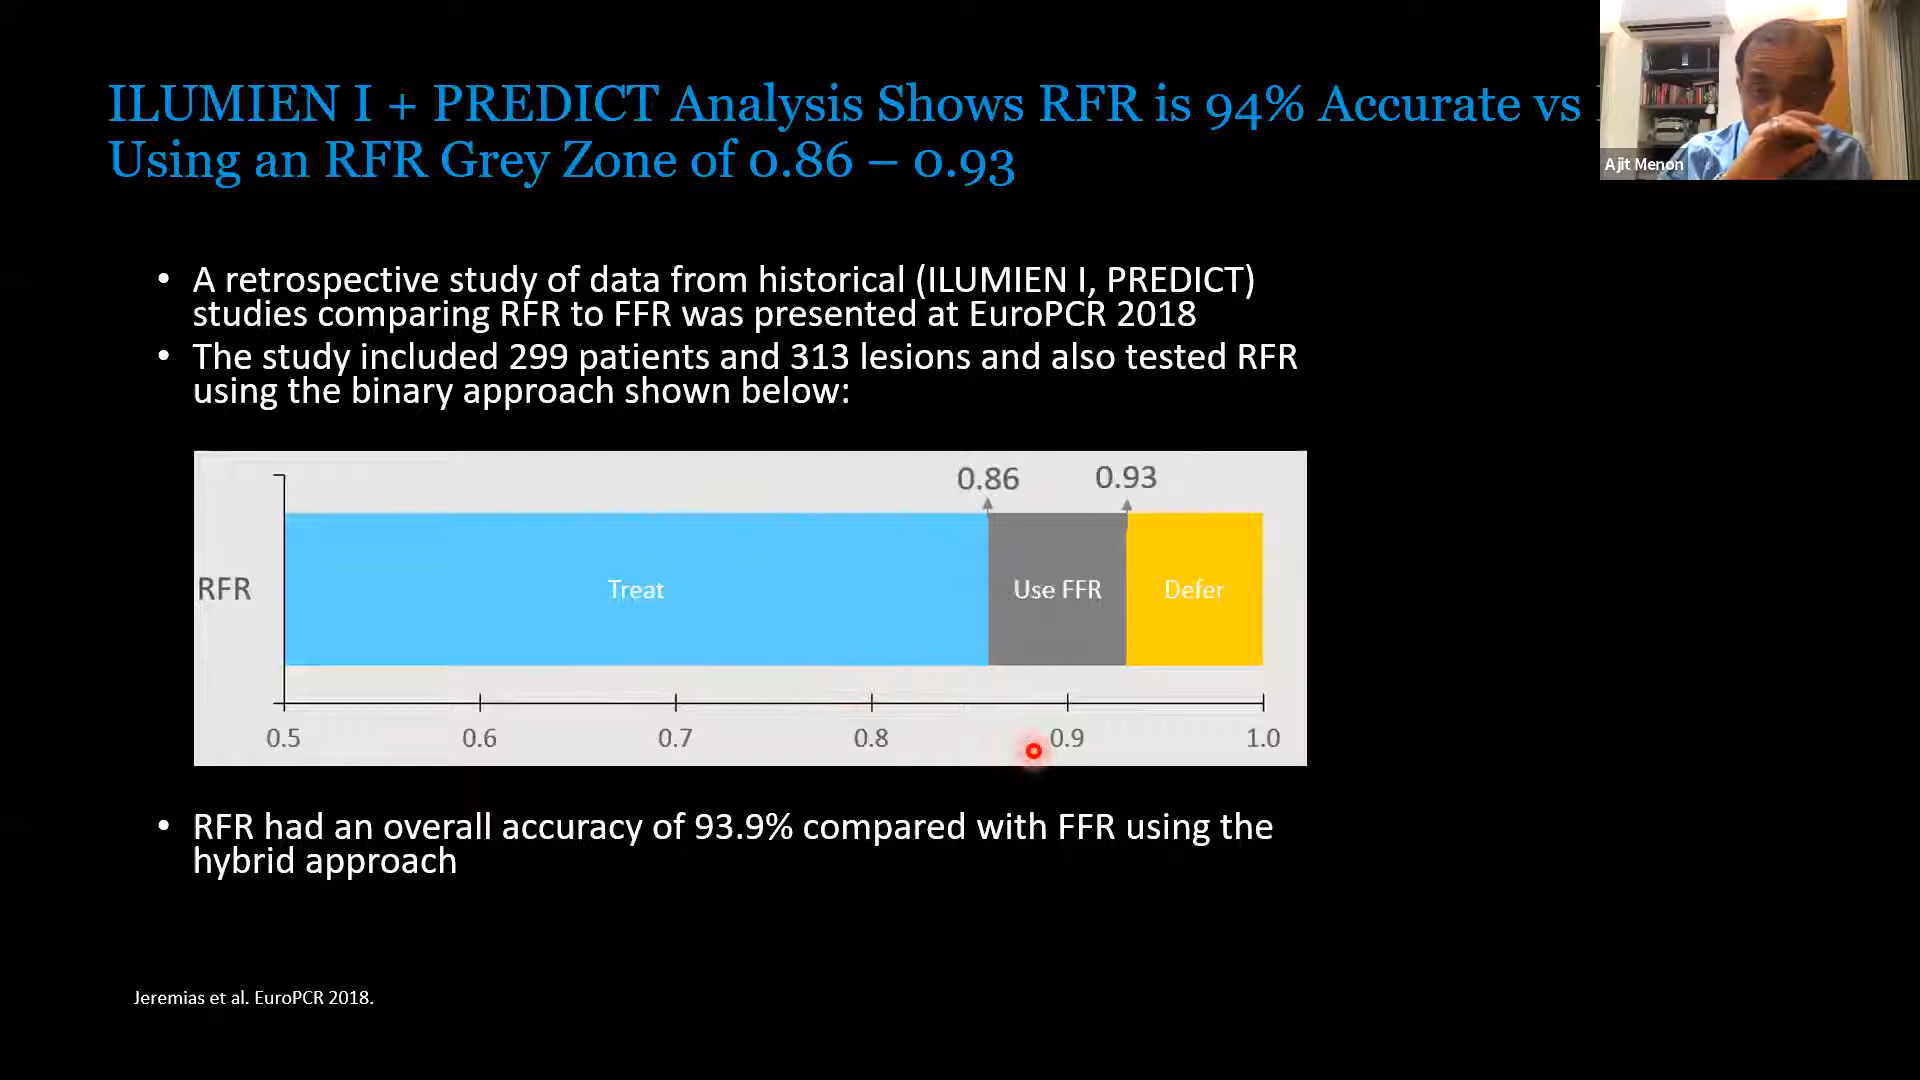 ILUMIEN I + PREDICT Analysis Shows RFR is 94% Accurate vs
Using an RFR Grey Zone of 0.86 – 0.93
Ajit Menon
• A retrospective study of data from historical (ILUMIEN I, PREDICT)
studies comparing RFR to FFR was presented at EuroPCR 2018
• The study included 299 patients and 313 lesions and also tested RFR
using the binary approach shown below:
0.86 0.93
RFR Treat Use FFR Defer
0.5 0.6 0.7 0.8 0.9 1.0
• RFR had an overall accuracy of 93.9% compared with FFR using the
hybrid approach
Jeremias et al. EuroPCR 2018.